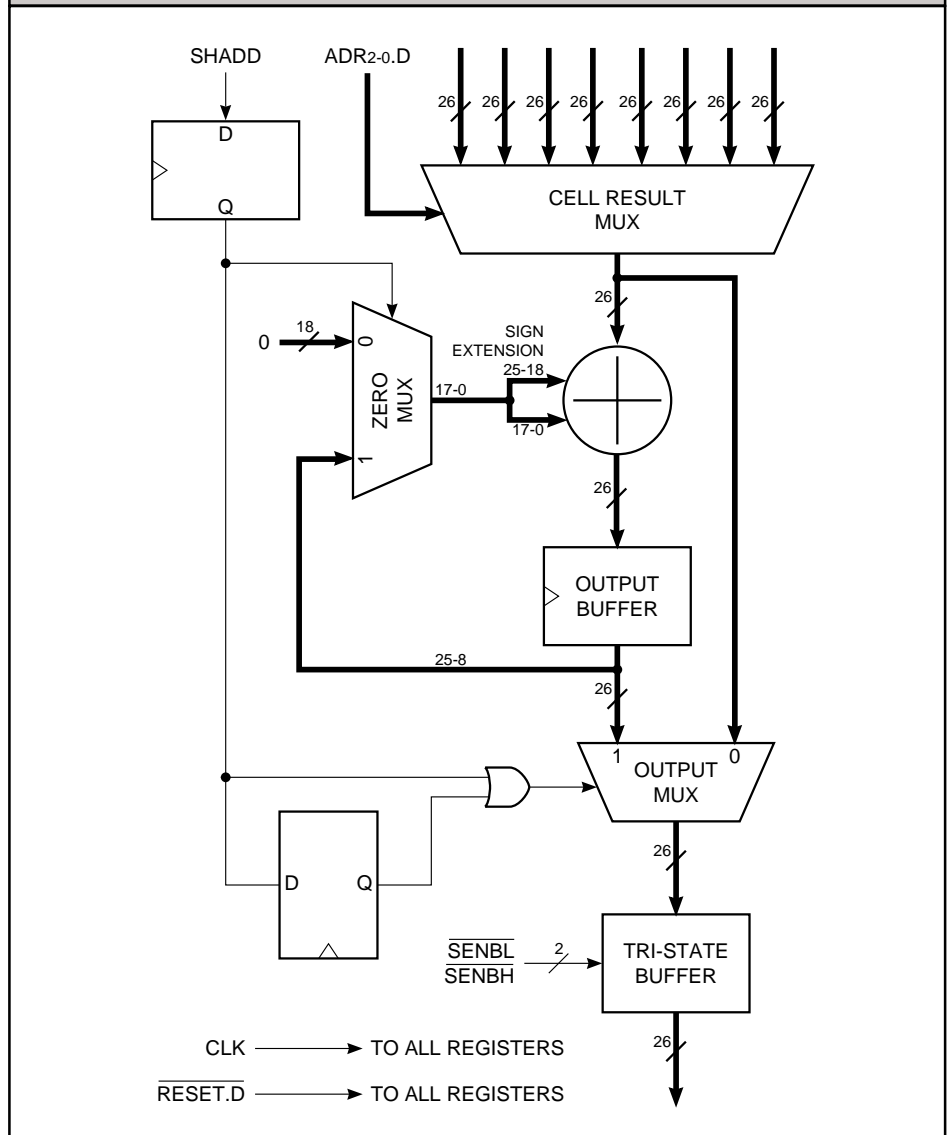 SHADD
ADR2-0.D
26 26 26 26 26 26 26 26
D
Q
CELL RESULT
MUX
26
0
18
0
ZERO
MUX
1
17-0
SIGN
EXTENSION
25-18
17-0
26
OUTPUT
BUFFER
25-8
26
1
0
OUTPUT
MUX
D
Q
26
SENBL
SENBH
2
TRI-STATE
BUFFER
26
CLK
TO ALL REGISTERS
RESET.D
TO ALL REGISTERS